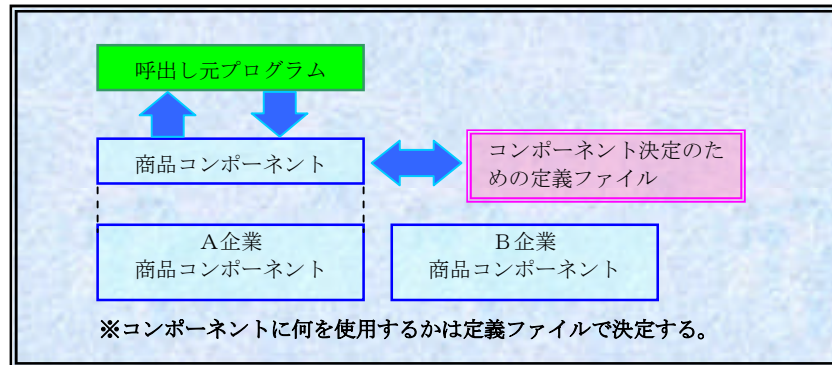 呼出し元プログラム
商品コンポーネント
コンポーネント決定のた
めの定義ファイル
A企業
商品コンポーネント
B企業
商品コンポーネント
※コンポーネントに何を使用するかは定義ファイルで決定する。